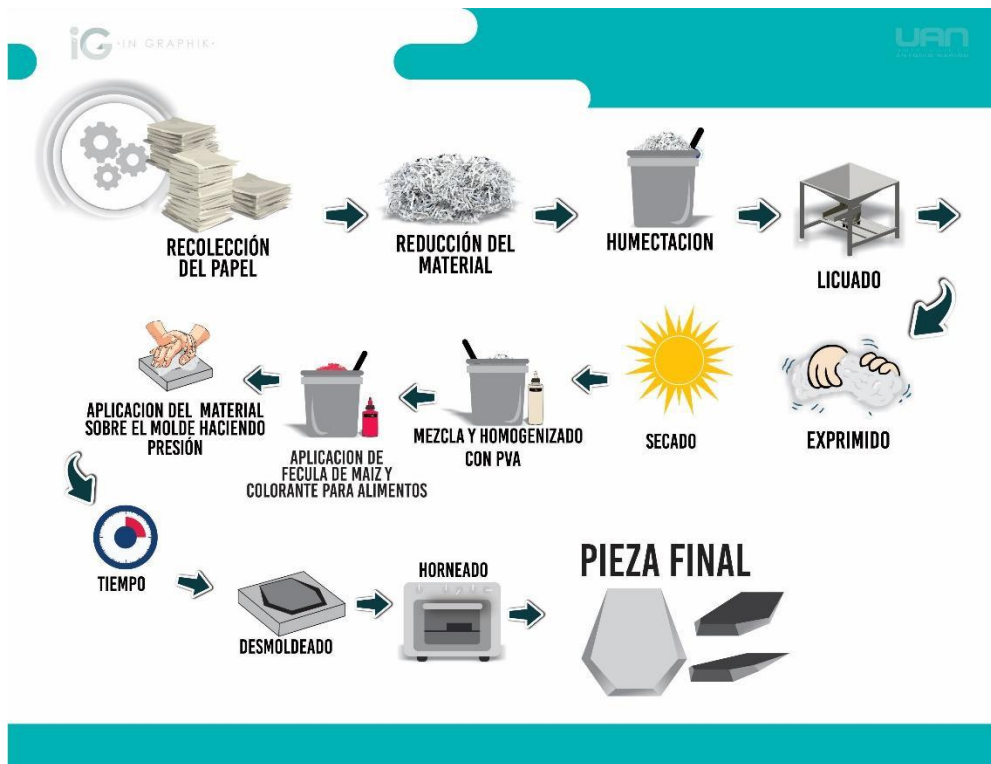 iG ·IN GRAPHIK·
UAN
RECOLECCIÓN
DEL PAPEL
REDUCCIÓN DEL
MATERIAL
HUMECTACION
LICUADO
APLICACION DEL MATERIAL
SOBRE EL MOLDE HACIENDO
PRESIÓN
APLICACION DE
FECULA DE MAIZ Y
COLORANTE PARA ALIMENTOS
MEZCLA Y HOMOGENIZADO
CON PVA
SECADO
EXPRIMIDO
TIEMPO
DESMOLDEADO
HORNEADO
PIEZA FINAL